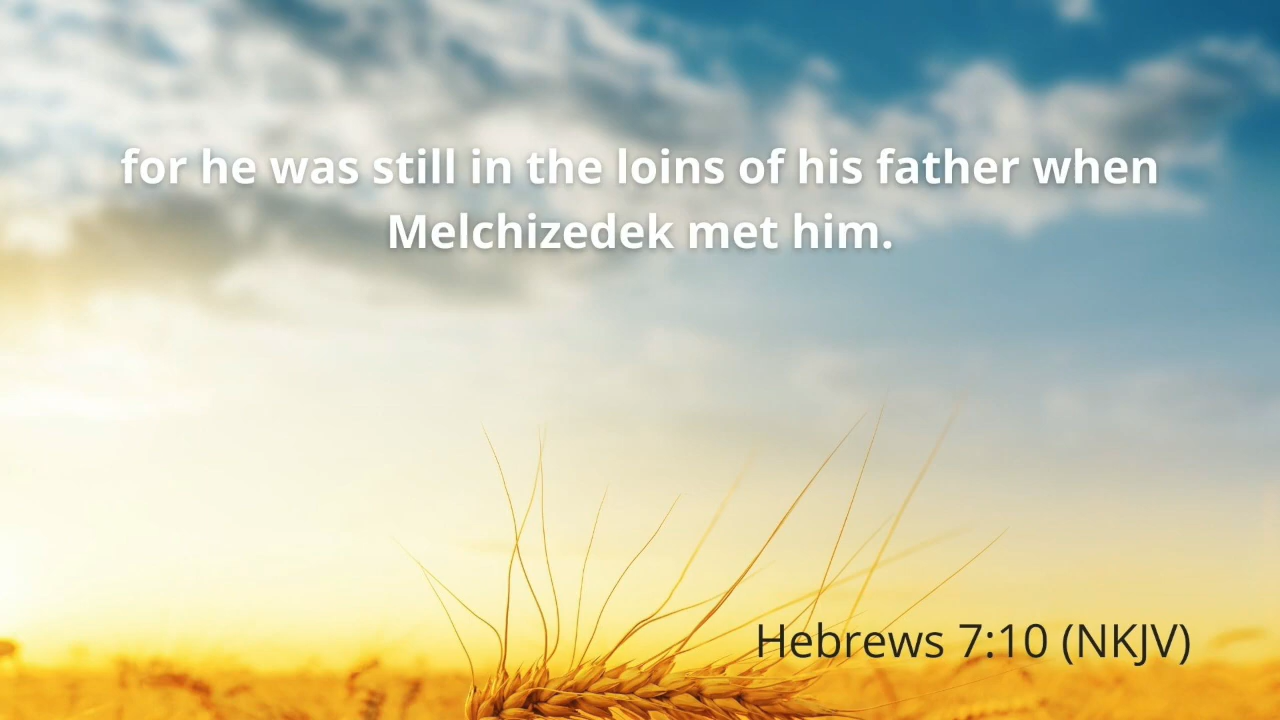 for he was still in the loins of his father when
Melchizedek met him.
Hebrews 7:10 (NKJV)